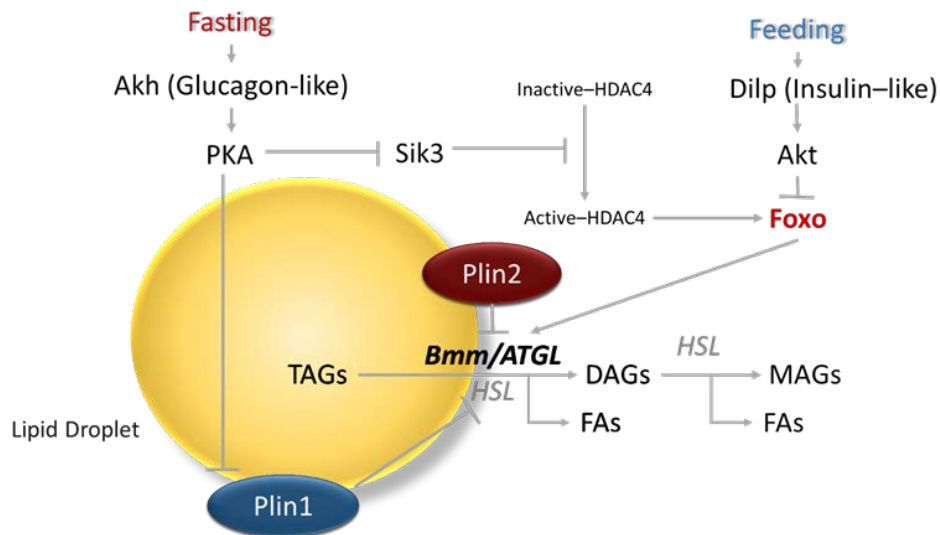 Fasting
Feeding
Akh (Glucagon-like)
Inactive–HDAC4
Dilp (Insulin–like)
PKA
Sik3
Akt
Active–HDAC4
Foxo
Plin2
Bmm/ATGL
HSL
TAGs
HSL
DAGs
MAGs
FAs
FAs
Lipid Droplet
Plin1